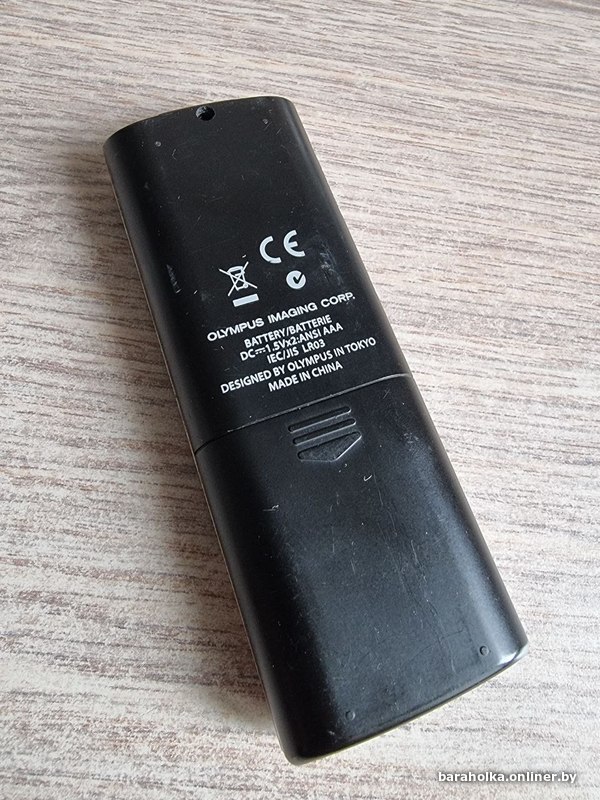 CE
OLYMPUS IMAGING CORP.
BATTERY/BATTERIE
DC⎓1.5Vx2:ANSI AAA
IEC/JIS LR03
DESIGNED BY OLYMPUS IN TOKYO
MADE IN CHINA
baraholka.onliner.by